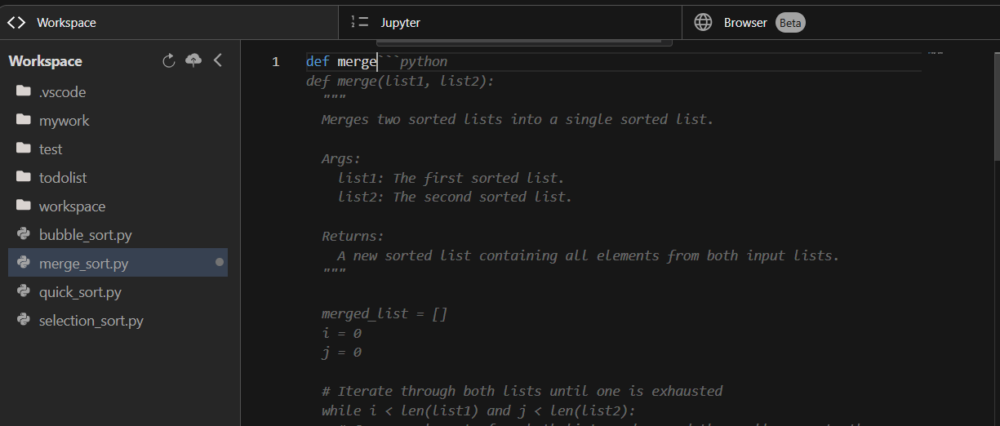 Workspace
Jupyter
Browser Beta
Workspace
.vscode
mywork
test
todolist
workspace
bubble_sort.py
merge_sort.py
quick_sort.py
selection_sort.py
1 def merge```python
def merge(list1, list2):
"""
Merges two sorted lists into a single sorted list.
Args:
list1: The first sorted list.
list2: The second sorted list.
Returns:
A new sorted list containing all elements from both input lists.
"""
merged_list = []
i = 0
j = 0
# Iterate through both lists until one is exhausted
while i < len(list1) and j < len(list2):